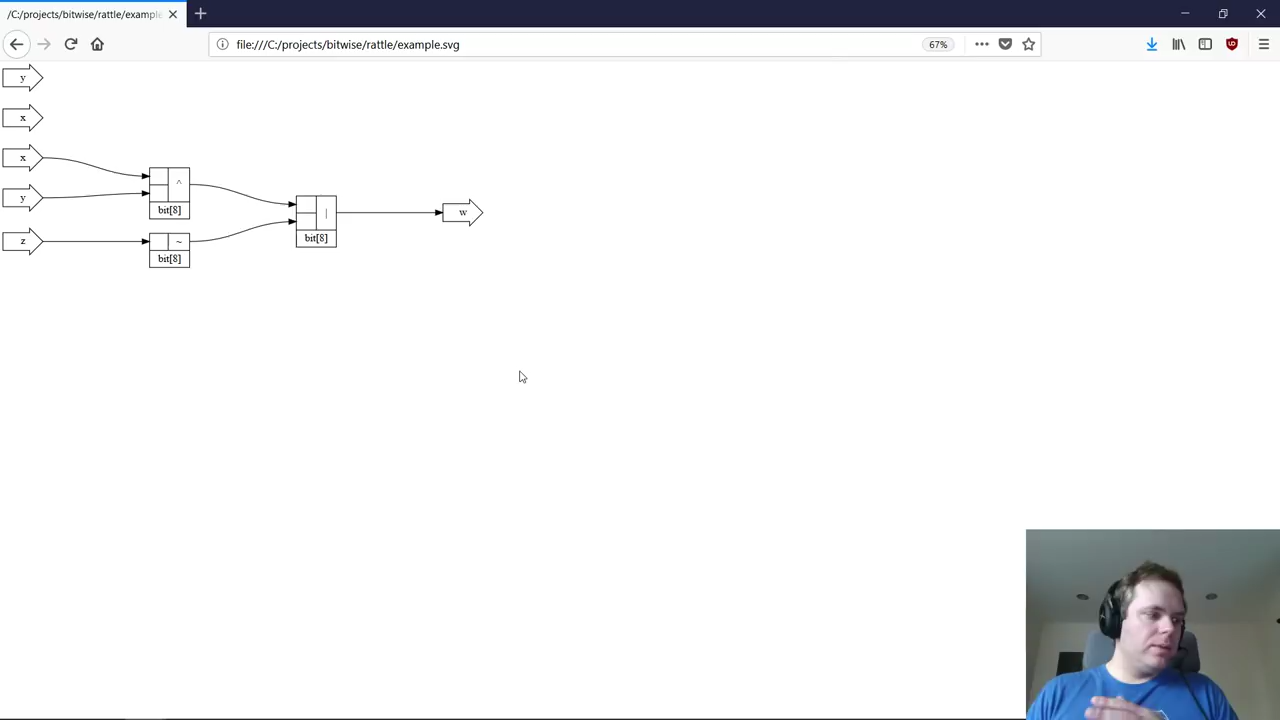 /C:/projects/bitwise/rattle/example
file:///C:/projects/bitwise/rattle/example.svg
67%
y
x
x
y
^
bit[8]
z
~
bit[8]
|
bit[8]
w